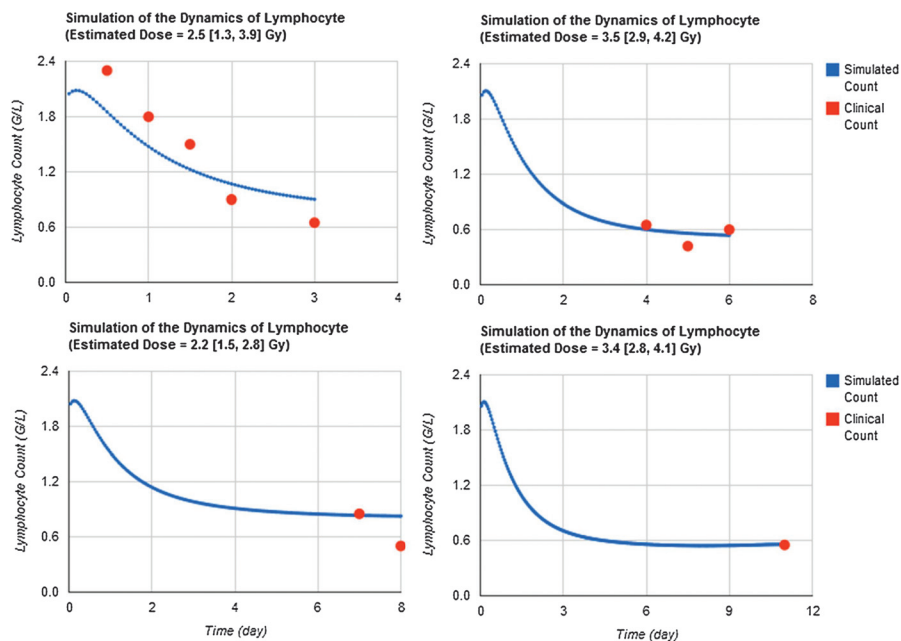 Simulation of the Dynamics of Lymphocyte
(Estimated Dose = 2.5 [1.3, 3.9] Gy)
Lymphocyte Count (G/L)
2.4
1.8
1.2
0.6
0.0
0
1
2
3
4
Simulation of the Dynamics of Lymphocyte
(Estimated Dose = 3.5 [2.9, 4.2] Gy)
Lymphocyte Count (G/L)
2.4
1.8
1.2
0.6
0.0
0
2
4
6
8
Simulated
Count
Clinical
Count
Simulation of the Dynamics of Lymphocyte
(Estimated Dose = 2.2 [1.5, 2.8] Gy)
Lymphocyte Count (G/L)
2.4
1.8
1.2
0.6
0.0
0
2
4
6
8
Time (day)
Simulation of the Dynamics of Lymphocyte
(Estimated Dose = 3.4 [2.8, 4.1] Gy)
Lymphocyte Count (G/L)
2.4
1.8
1.2
0.6
0.0
0
3
6
9
12
Time (day)
Simulated
Count
Clinical
Count